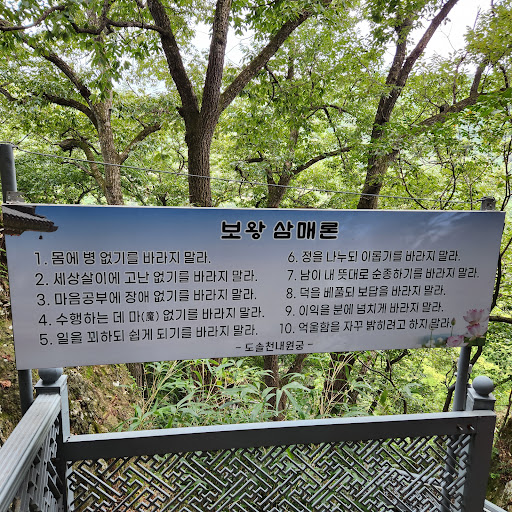 보왕 삼매론
1. 몸에 병 없기를 바라지 말라.
2. 세상살이에 고난 없기를 바라지 말라.
3. 마음공부에 장애 없기를 바라지 말라.
4. 수행하는 데 마(魔) 없기를 바라지 말라.
5. 일을 꾀하되 쉽게 되기를 바라지 말라.
6. 정을 나누되 이롭기를 바라지 말라.
7. 남이 내 뜻대로 순종하기를 바라지 말라.
8. 덕을 베풀되 보답을 바라지 말라.
9. 이익을 분에 넘치게 바라지 말라.
10. 억울함을 자꾸 밝히려고 하지 말라.
- 도솔천내원궁 -